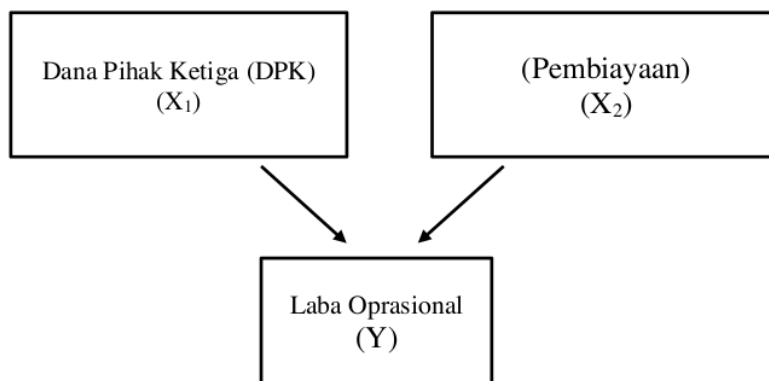 Dana Pihak Ketiga (DPK)
(X₁)
(Pembiayaan)
(X₂)
Laba Oprasional
(Y)